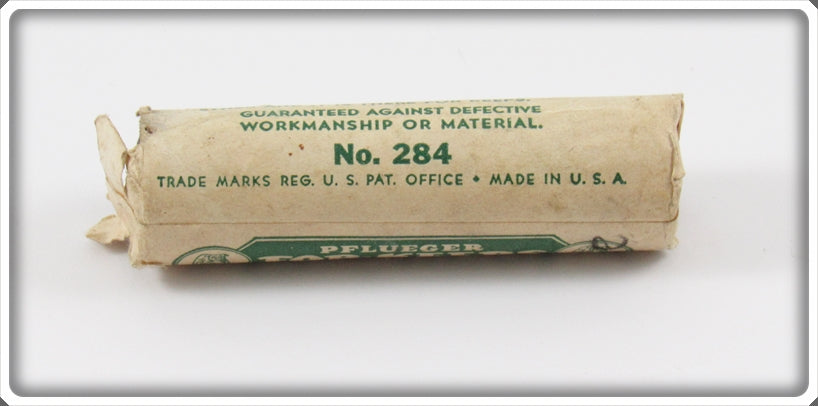 GUARANTEED AGAINST DEFECTIVE
WORKMANSHIP OR MATERIAL.
No. 284
TRADE MARKS REG. U. S. PAT. OFFICE • MADE IN U. S. A.
PFLUEGER